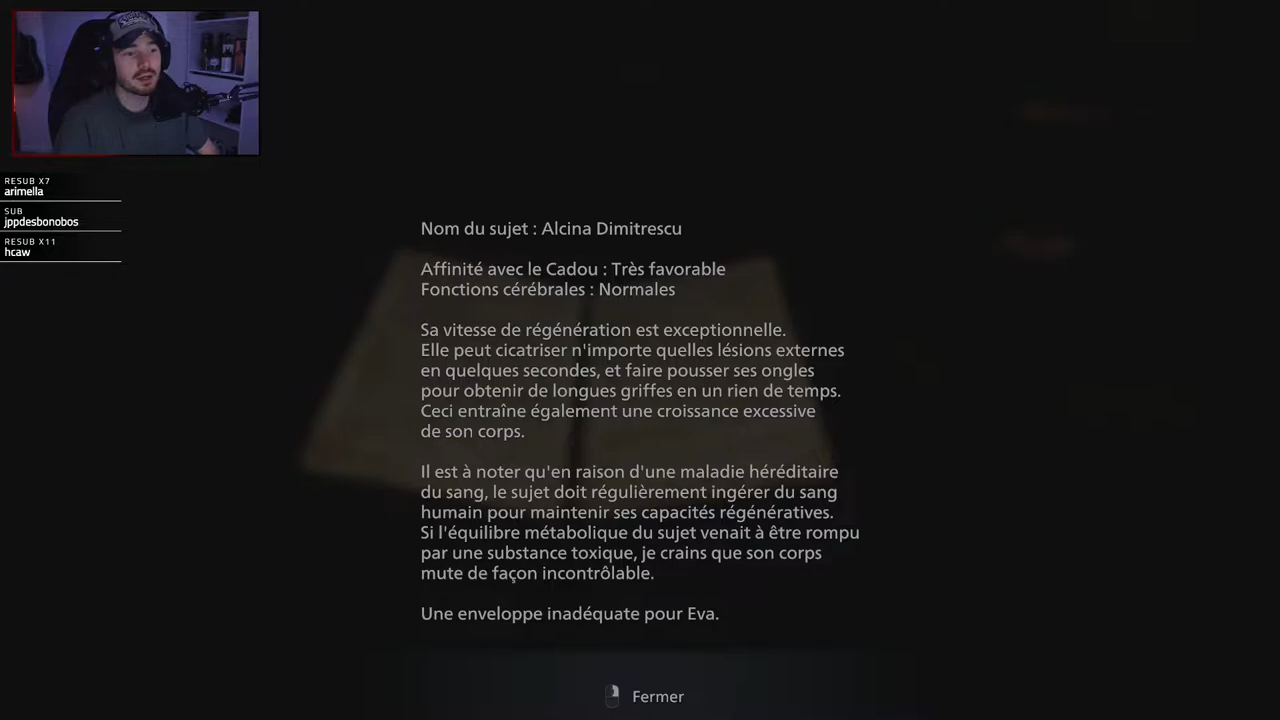 RESUB X7
arimella
SUB
jppdesbonobos
RESUB X11
hcaw
Nom du sujet : Alcina Dimitrescu
Affinité avec le Cadou : Très favorable
Fonctions cérébrales : Normales
Sa vitesse de régénération est exceptionnelle.
Elle peut cicatriser n'importe quelles lésions externes
en quelques secondes, et faire pousser ses ongles
pour obtenir de longues griffes en un rien de temps.
Ceci entraîne également une croissance excessive
de son corps.
Il est à noter qu'en raison d'une maladie héréditaire
du sang, le sujet doit régulièrement ingérer du sang
humain pour maintenir ses capacités régénératives.
Si l'équilibre métabolique du sujet venait à être rompu
par une substance toxique, je crains que son corps
mute de façon incontrôlable.
Une enveloppe inadéquate pour Eva.
Fermer